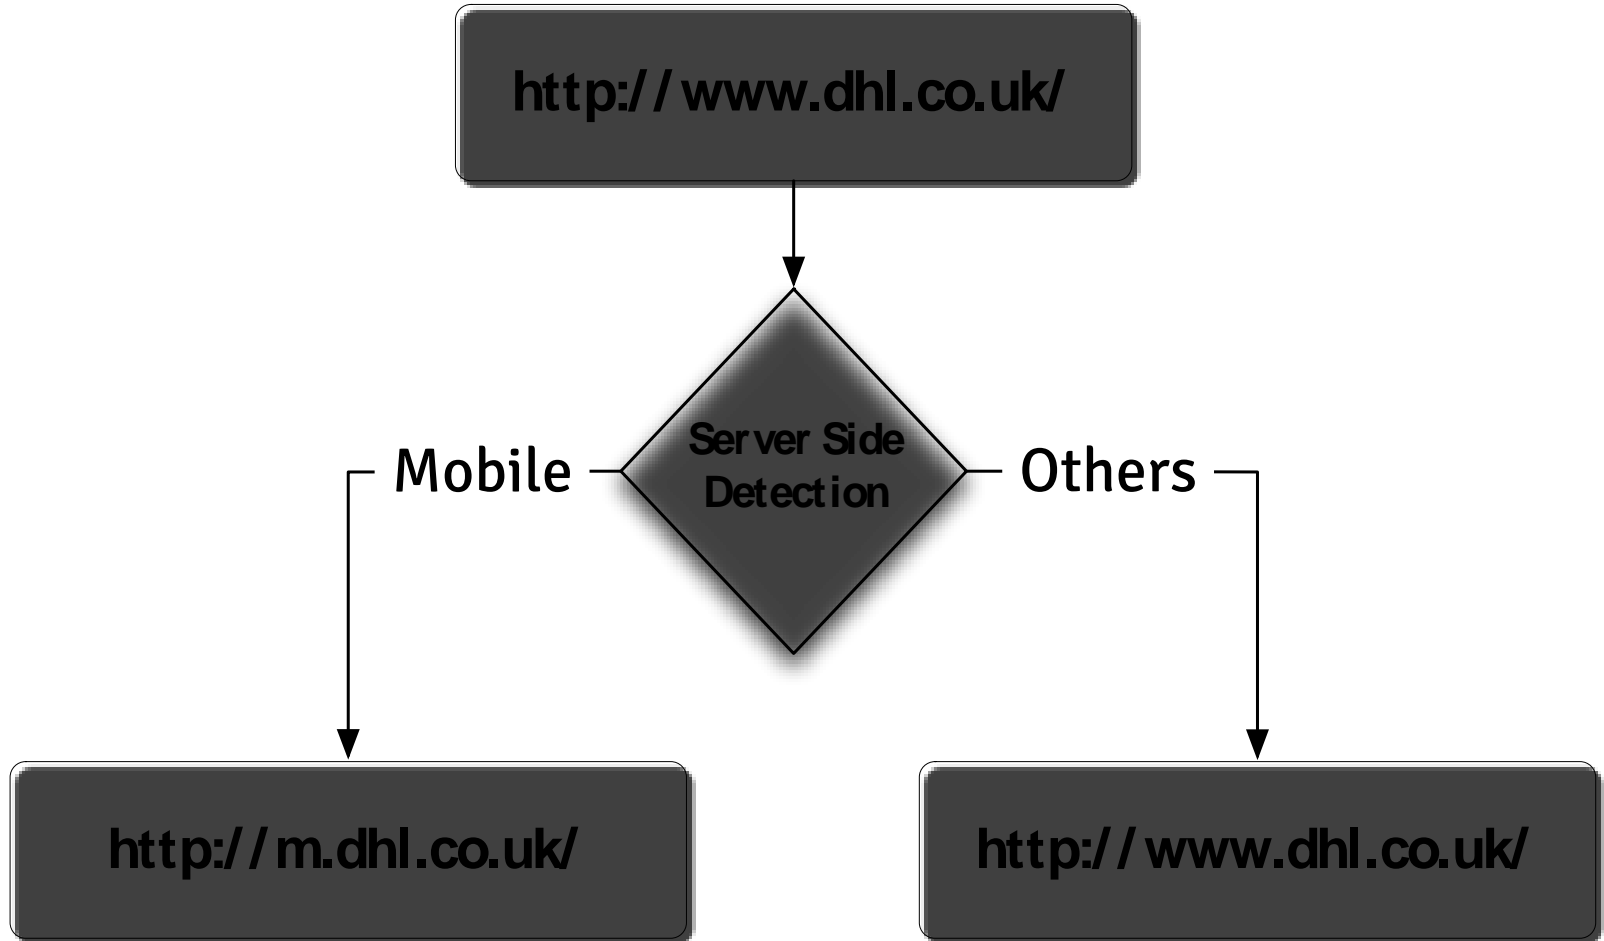 http://www.dhl.co.uk/
Server Side
Detection
Mobile
Others
http://m.dhl.co.uk/
http://www.dhl.co.uk/